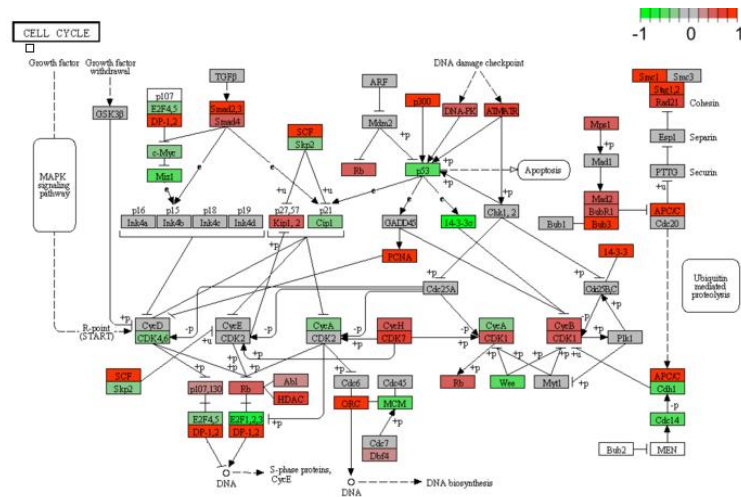 CELL CYCLE
-1 0 1
Growth factor
Growth factor
withdrawal
GSK3β
p107
E2F4,5
DP-1,2
TGFβ
Smad2,3
Smad4
c-Myc
Miz1
SCF
Skp2
ARF
Mdm2
Rb
p300
DNA damage checkpoint
DNA-PK
ATMATR
p53
Apoptosis
Mps1
Mad1
Mad2
BubR1
Bub3
Bub1
Smc1
Smc3
Stag1,2
Rad21
Cohesin
Esp1
Separin
PTTG
Securin
APC/C
Cdc20
MAPK
signaling
pathway
p16
p15
p18
p19
Ink4a
Ink4b
Ink4c
Ink4d
p27,57
Kip1, 2
p21
Cip1
GADD45
14-3-3σ
Chk1, 2
PCNA
14-3-3
Cdc25A
Cdc25B,C
Ubiquitin
mediated
proteolysis
R-point
(START)
CycD
CDK4,6
CycE
CDK2
CycA
CDK2
CycH
CDK7
CycA
CDK1
CycB
CDK1
Plk1
SCF
Skp2
p107,130
Rb
Abl
HDAC
Cdc6
Cdc45
ORC
MCM
Rb
Wee
Myt1
APC/C
Cdh1
E2F4,5
DP-1,2
E2F1,2,3
DP-1,2
Cdc7
Dbf4
Cdc14
Bub2
MEN
DNA
S-phase proteins,
CycE
DNA
DNA biosynthesis
+p
+p
+p
+p
+p
+p
+p
+p
+p
+p
+p
+p
+p
-p
-p
-p
-p
-p
-p
+u
+u
+u
+u
+u
e
e
e
e
e